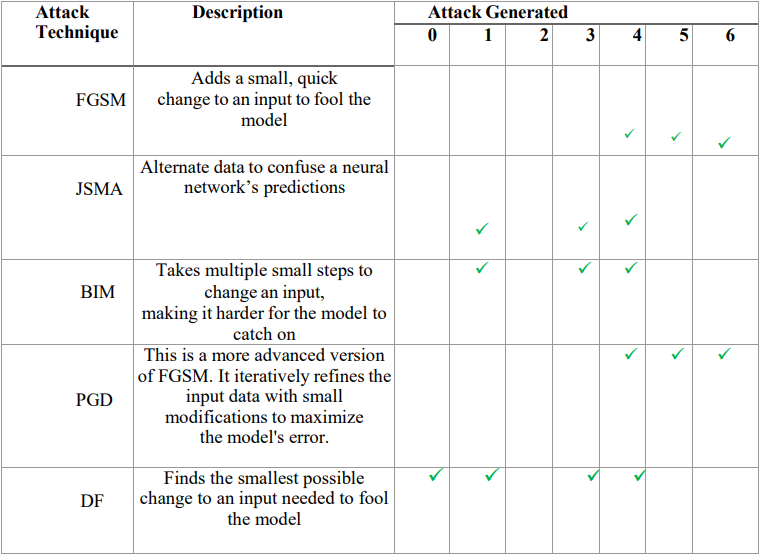 Attack Description Attack Generated
Technique 0 1 2 3 4 5 6
Adds a small, quick
FGSM change to an input to fool the
model
✓ ✓ ✓
Alternate data to confuse a neural
JSMA network’s predictions
✓ ✓ ✓
Takes multiple small steps to ✓ ✓ ✓
BIM change an input,
making it harder for the model to
catch on
This is a more advanced version ✓ ✓ ✓
of FGSM. It iteratively refines the
PGD input data with small
modifications to maximize
the model's error.
Finds the smallest possible ✓ ✓ ✓ ✓
DF change to an input needed to fool
the model